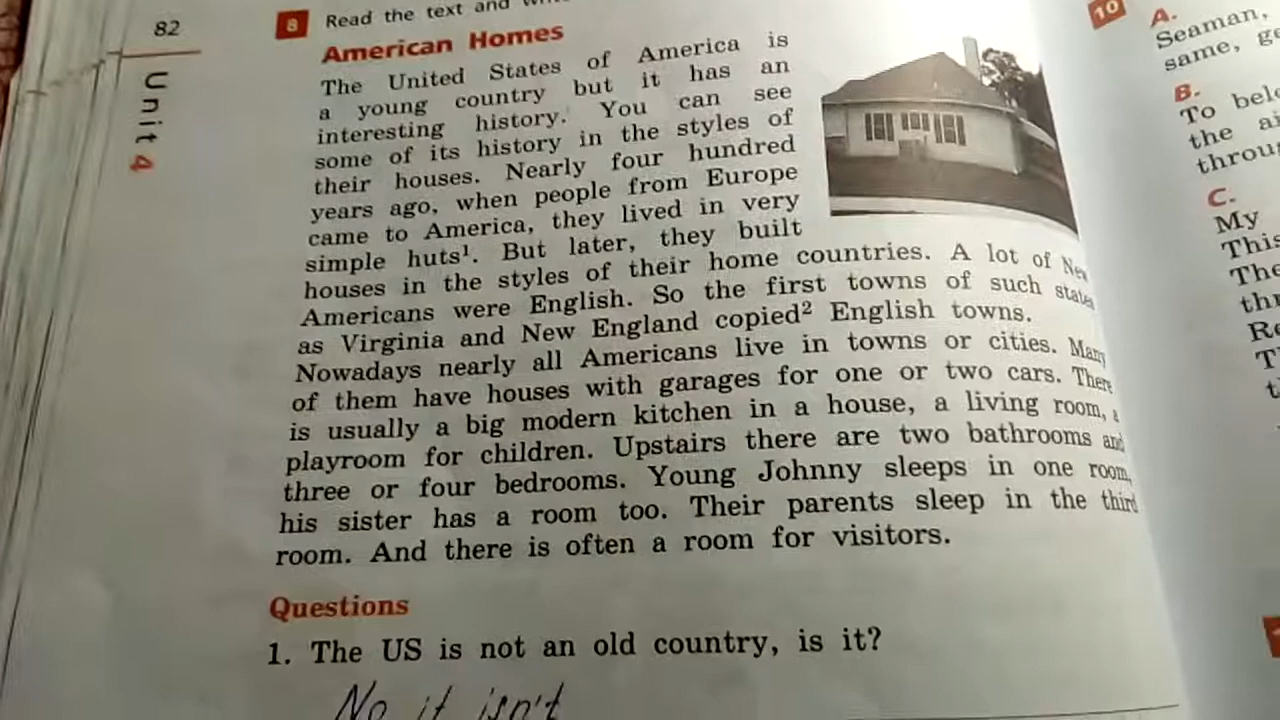 82
Unit 4
8 Read the text and
American Homes
The United States of America is
a young country but it has an
interesting history. You can see
some of its history in the styles of
their houses. Nearly four hundred
years ago, when people from Europe
came to America, they lived in very
simple huts¹. But later, they built
houses in the styles of their home countries. A lot of New
Americans were English. So the first towns of such states
as Virginia and New England copied² English towns.
Nowadays nearly all Americans live in towns or cities. Many
of them have houses with garages for one or two cars. There
is usually a big modern kitchen in a house, a living room, a
playroom for children. Upstairs there are two bathrooms and
three or four bedrooms. Young Johnny sleeps in one room,
his sister has a room too. Their parents sleep in the third
room. And there is often a room for visitors.
Questions
1. The US is not an old country, is it?
No it isn't
10 A.
Seaman,
same,
B.
To
the
C.
My